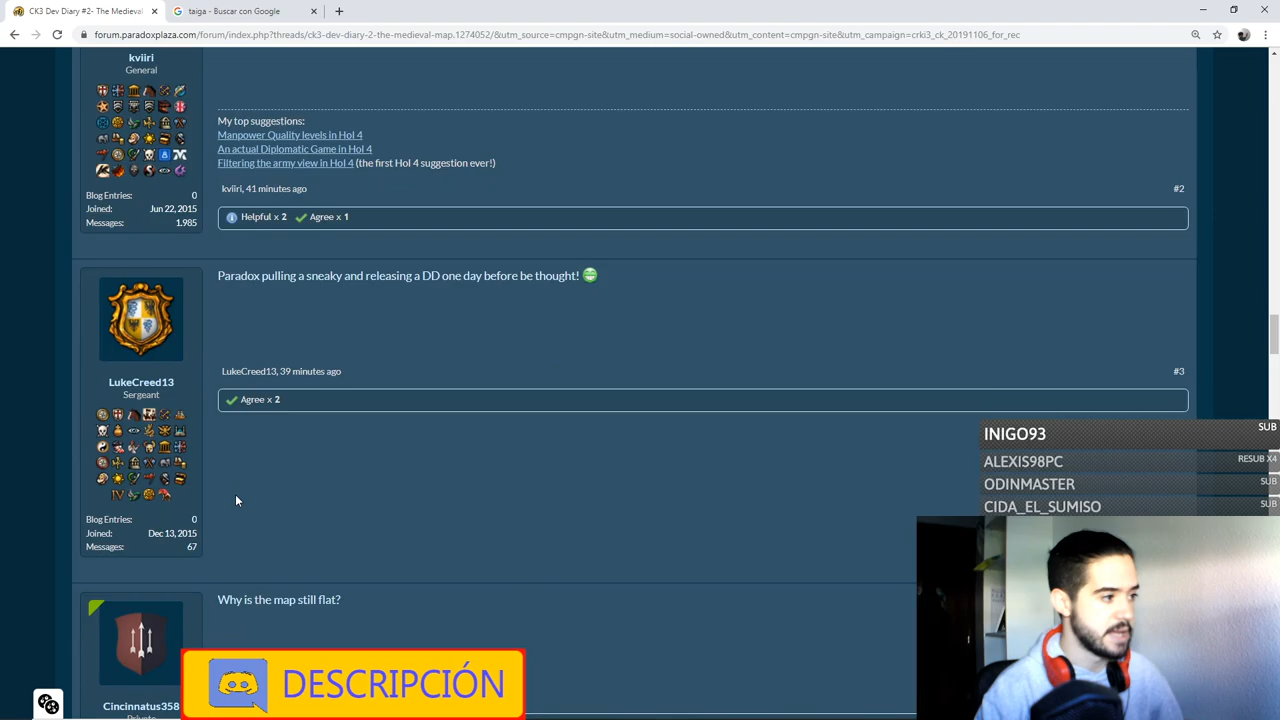 CK3 Dev Diary #2- The Medieval
taiga - Buscar con Google
forum.paradoxplaza.com/forum/index.php?threads/ck3-dev-diary-2-the-medieval-map.1274052/&utm_source=cmpgn-site&utm_medium=social-owned&utm_content=cmpgn-site&utm_campaign=crki3_ck_20191106_for_rec
kviiri
General
Blog Entries: 0
Joined: Jun 22, 2015
Messages: 1.985
My top suggestions:
Manpower Quality levels in HoI 4
An actual Diplomatic Game in HoI 4
Filtering the army view in HoI 4 (the first HoI 4 suggestion ever!)
kviiri, 41 minutes ago #2
Helpful x 2 Agree x 1
Paradox pulling a sneaky and releasing a DD one day before be thought!
LukeCreed13
Sergeant
Blog Entries: 0
Joined: Dec 13, 2015
Messages: 67
LukeCreed13, 39 minutes ago #3
Agree x 2
Why is the map still flat?
Cincinnatus358
DESCRIPCIÓN
INIGO93 SUB
ALEXIS98PC RESUB X4
ODINMASTER SUB
CIDA_EL_SUMISO SUB